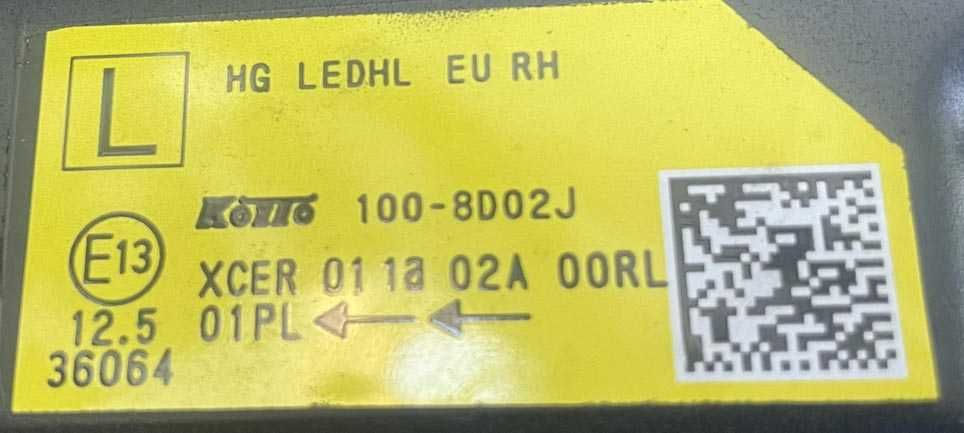 L
HG LEDHL EU RH
KOITO 100-8D02J
E13 XCER 01 1a 02A 00RL
12.5 01PL
36064